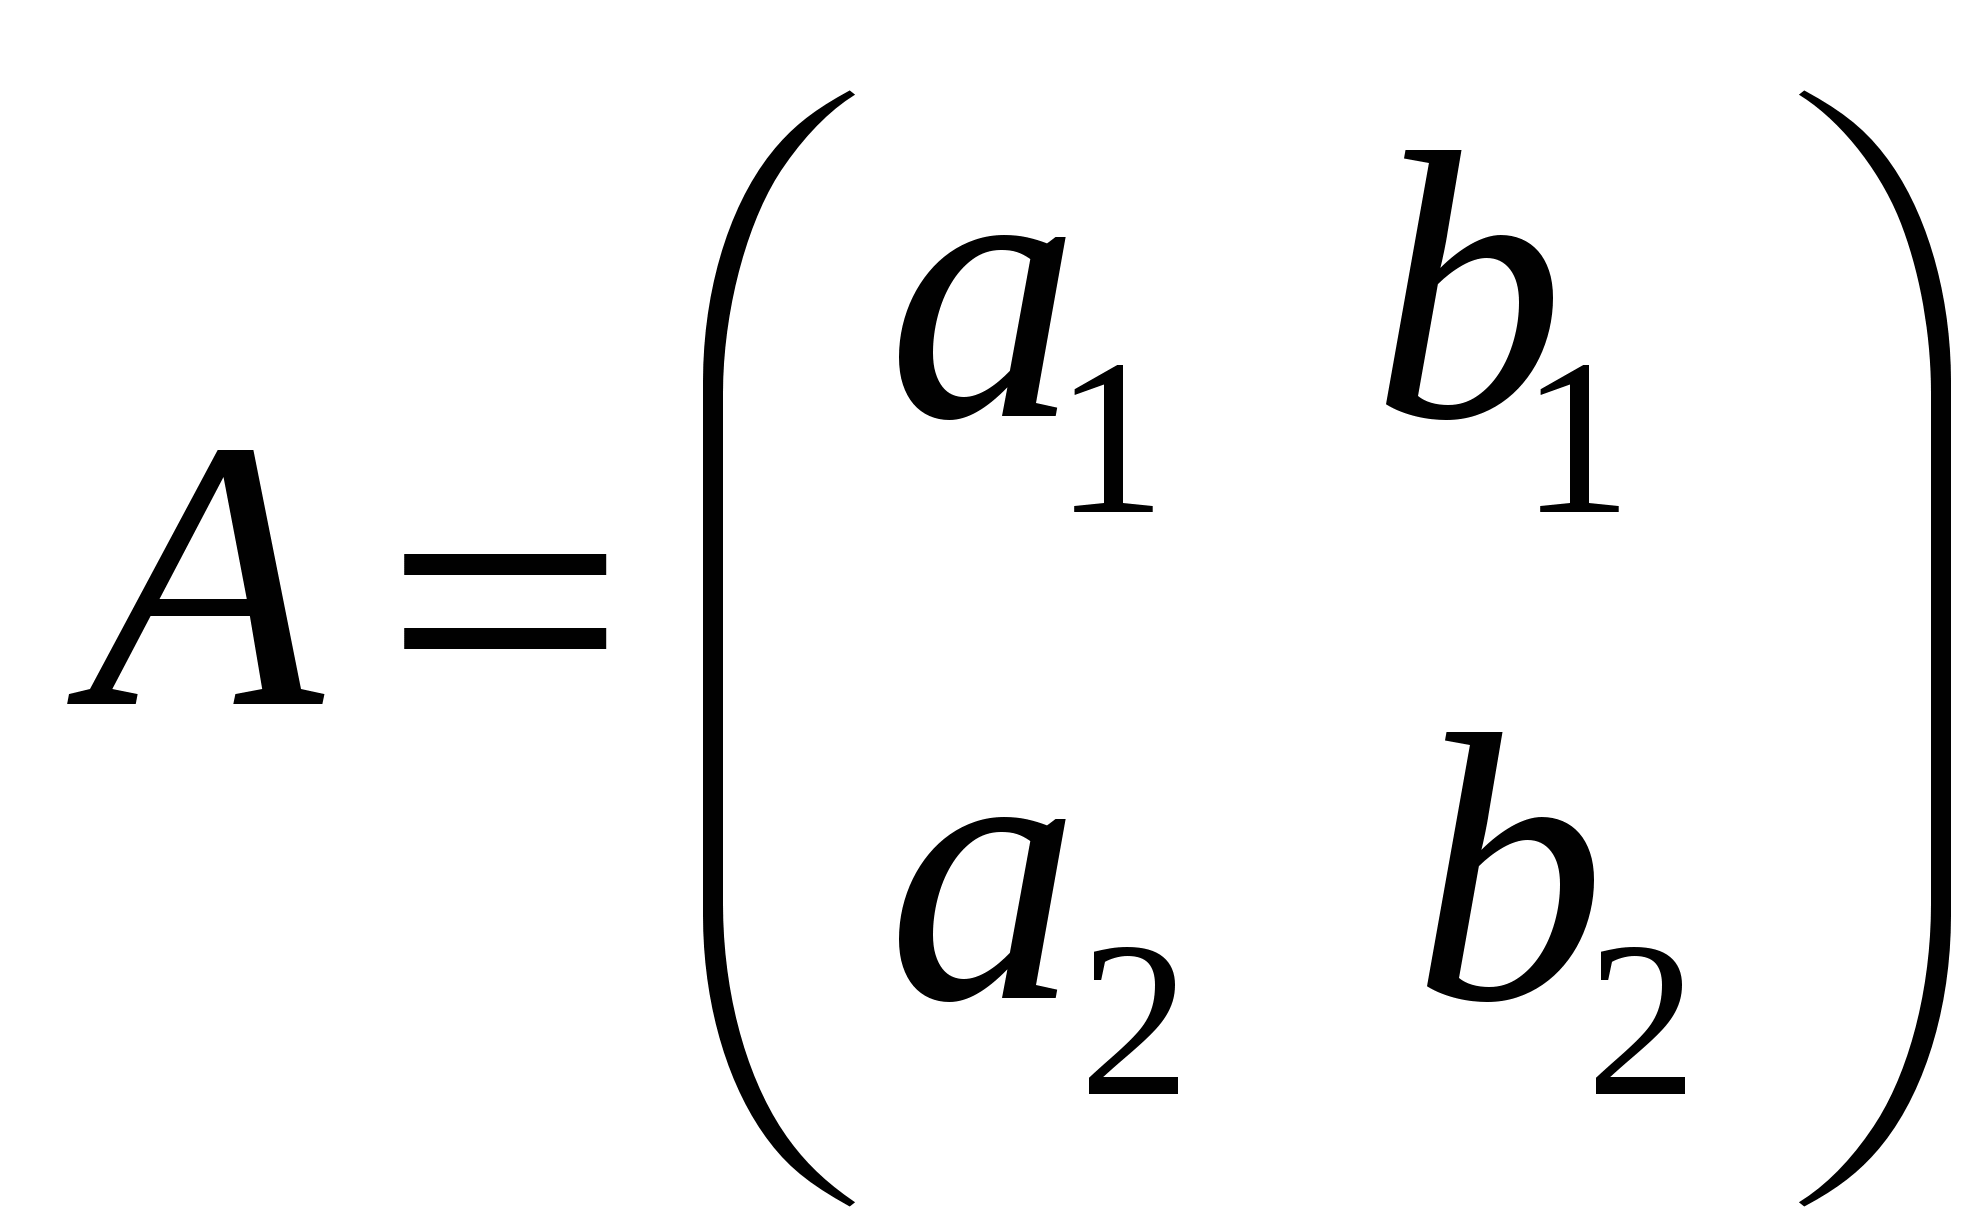 A = ( a₁ b₁
a₂ b₂ )